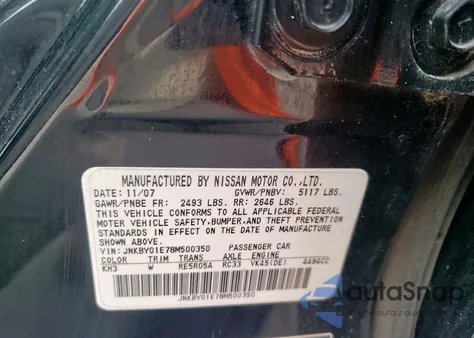 MANUFACTURED BY NISSAN MOTOR CO.,LTD.
DATE: 11/07 GVWR/PNBV: 5117 LBS.
GAWR/PNBE FR: 2493 LBS. RR: 2646 LBS.
THIS VEHICLE CONFORMS TO ALL APPLICABLE FEDERAL
MOTOR VEHICLE SAFETY,BUMPER,AND THEFT PREVENTION
STANDARDS IN EFFECT ON THE DATE OF MANUFACTURE
SHOWN ABOVE.
VIN: JNKBY01E78M500350 PASSENGER CAR
COLOR TRIM TRANS AXLE ENGINE
KH3 W RE5R05A RC33 VK45(DE) 4494CC
JNKBY01E78M500350
autoSnap